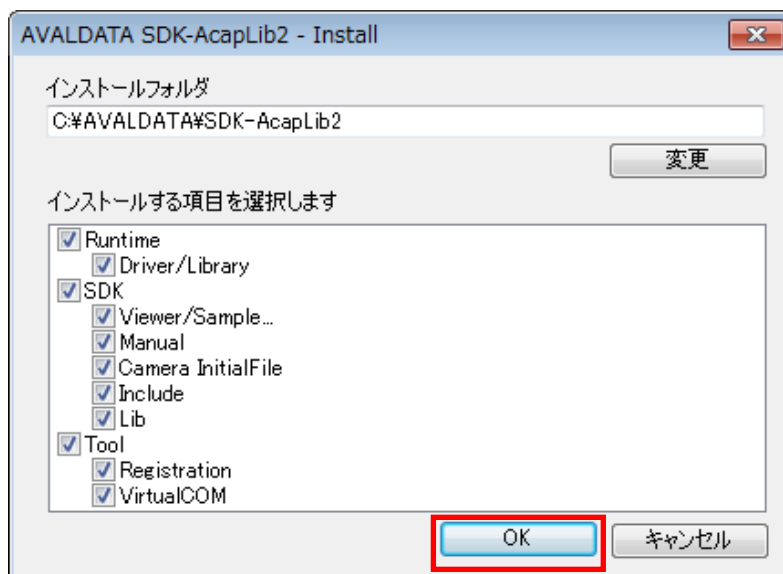 AVALDATA SDK-AcapLib2 - Install
インストールフォルダ
C:¥AVALDATA¥SDK-AcapLib2
変更
インストールする項目を選択します
Runtime
Driver/Library
SDK
Viewer/Sample...
Manual
Camera InitialFile
Include
Lib
Tool
Registration
VirtualCOM
OK
キャンセル